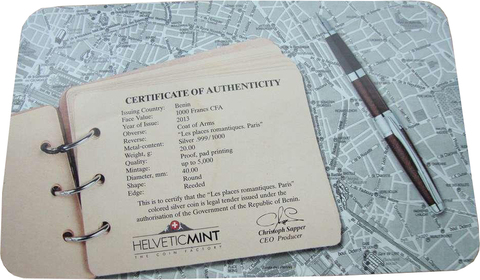 CERTIFICATE OF AUTHENTICITY
Issuing Country: Benin
Face Value: 1000 Francs CFA
Year of Issue: 2013
Obverse: Coat of Arms
Reverse: "Les places romantiques. Paris"
Metal content: Silver .999/1000
Weight, g: 20.00
Quality: Proof, pad printing
Mintage: up to 5,000
Diameter, mm: 40.00
Shape: Round
Edge: Reeded
This is to certify that the "Les places romantiques. Paris"
colored silver coin is legal tender issued under the
authorisation of the Government of the Republic of Benin.
HELVETIC MINT
THE COIN FACTORY
Christoph Sapper
CEO Producer